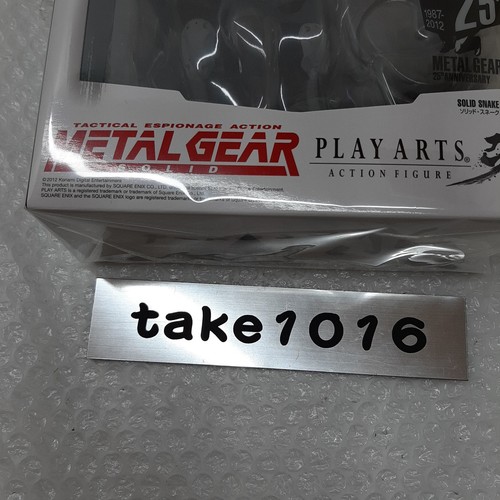 1987-
2012
25
METAL GEAR
25th ANNIVERSARY
SOLID SNAKE
ソリッド・スネーク
TACTICAL ESPIONAGE ACTION
METAL GEAR
SOLID
PLAY ARTS®
改
ACTION FIGURE
©2012 Konami Digital Entertainment
This product is manufactured by SQUARE ENIX CO., LTD.
PLAY ARTS is a registered trademark or trademark of Square Enix
SQUARE ENIX and the SQUARE ENIX logo are registered trademarks
take1016